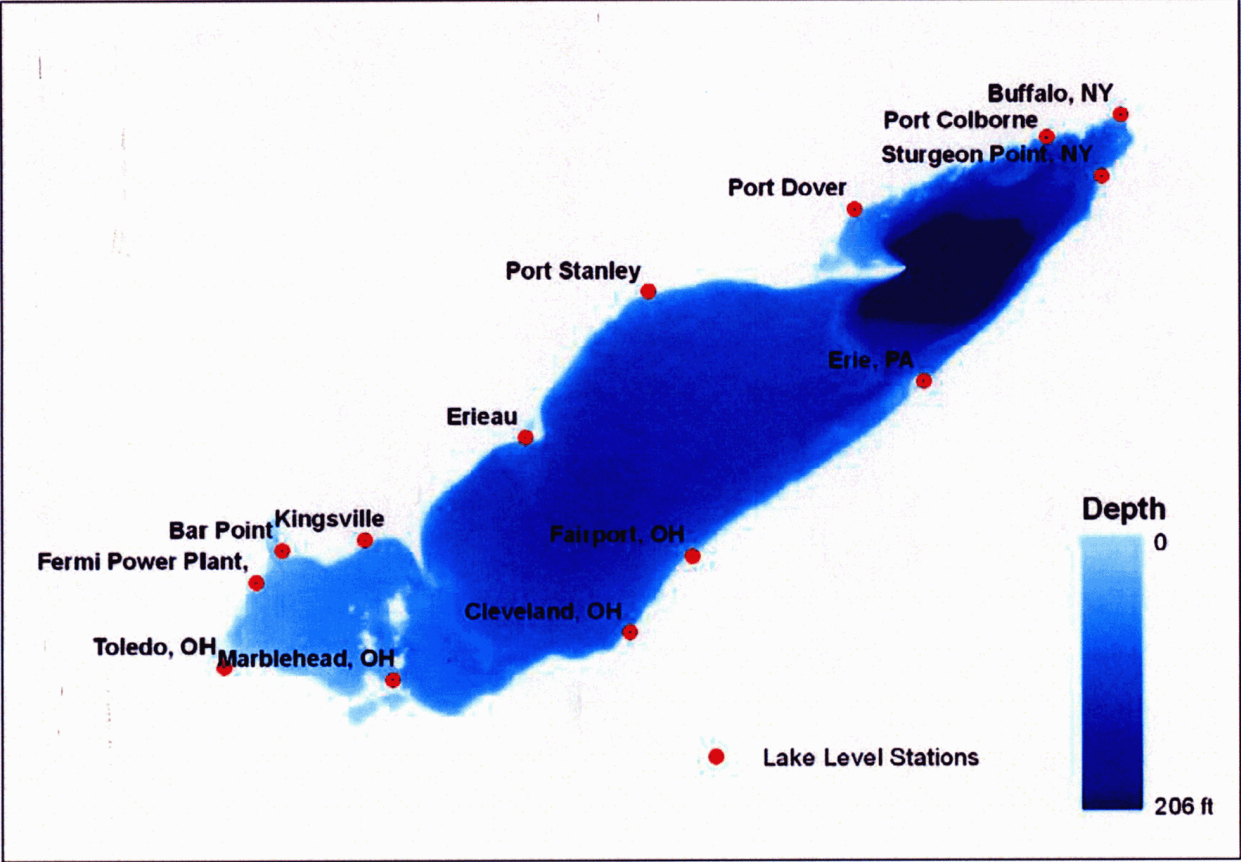 Buffalo, NY
Port Colborne
Sturgeon Point, NY
Port Dover
Port Stanley
Erie, PA
Erieau
Kingsville
Bar Point
Fermi Power Plant,
Fairport, OH
Cleveland, OH
Toledo, OH
Marblehead, OH
Depth
0
206 ft
Lake Level Stations